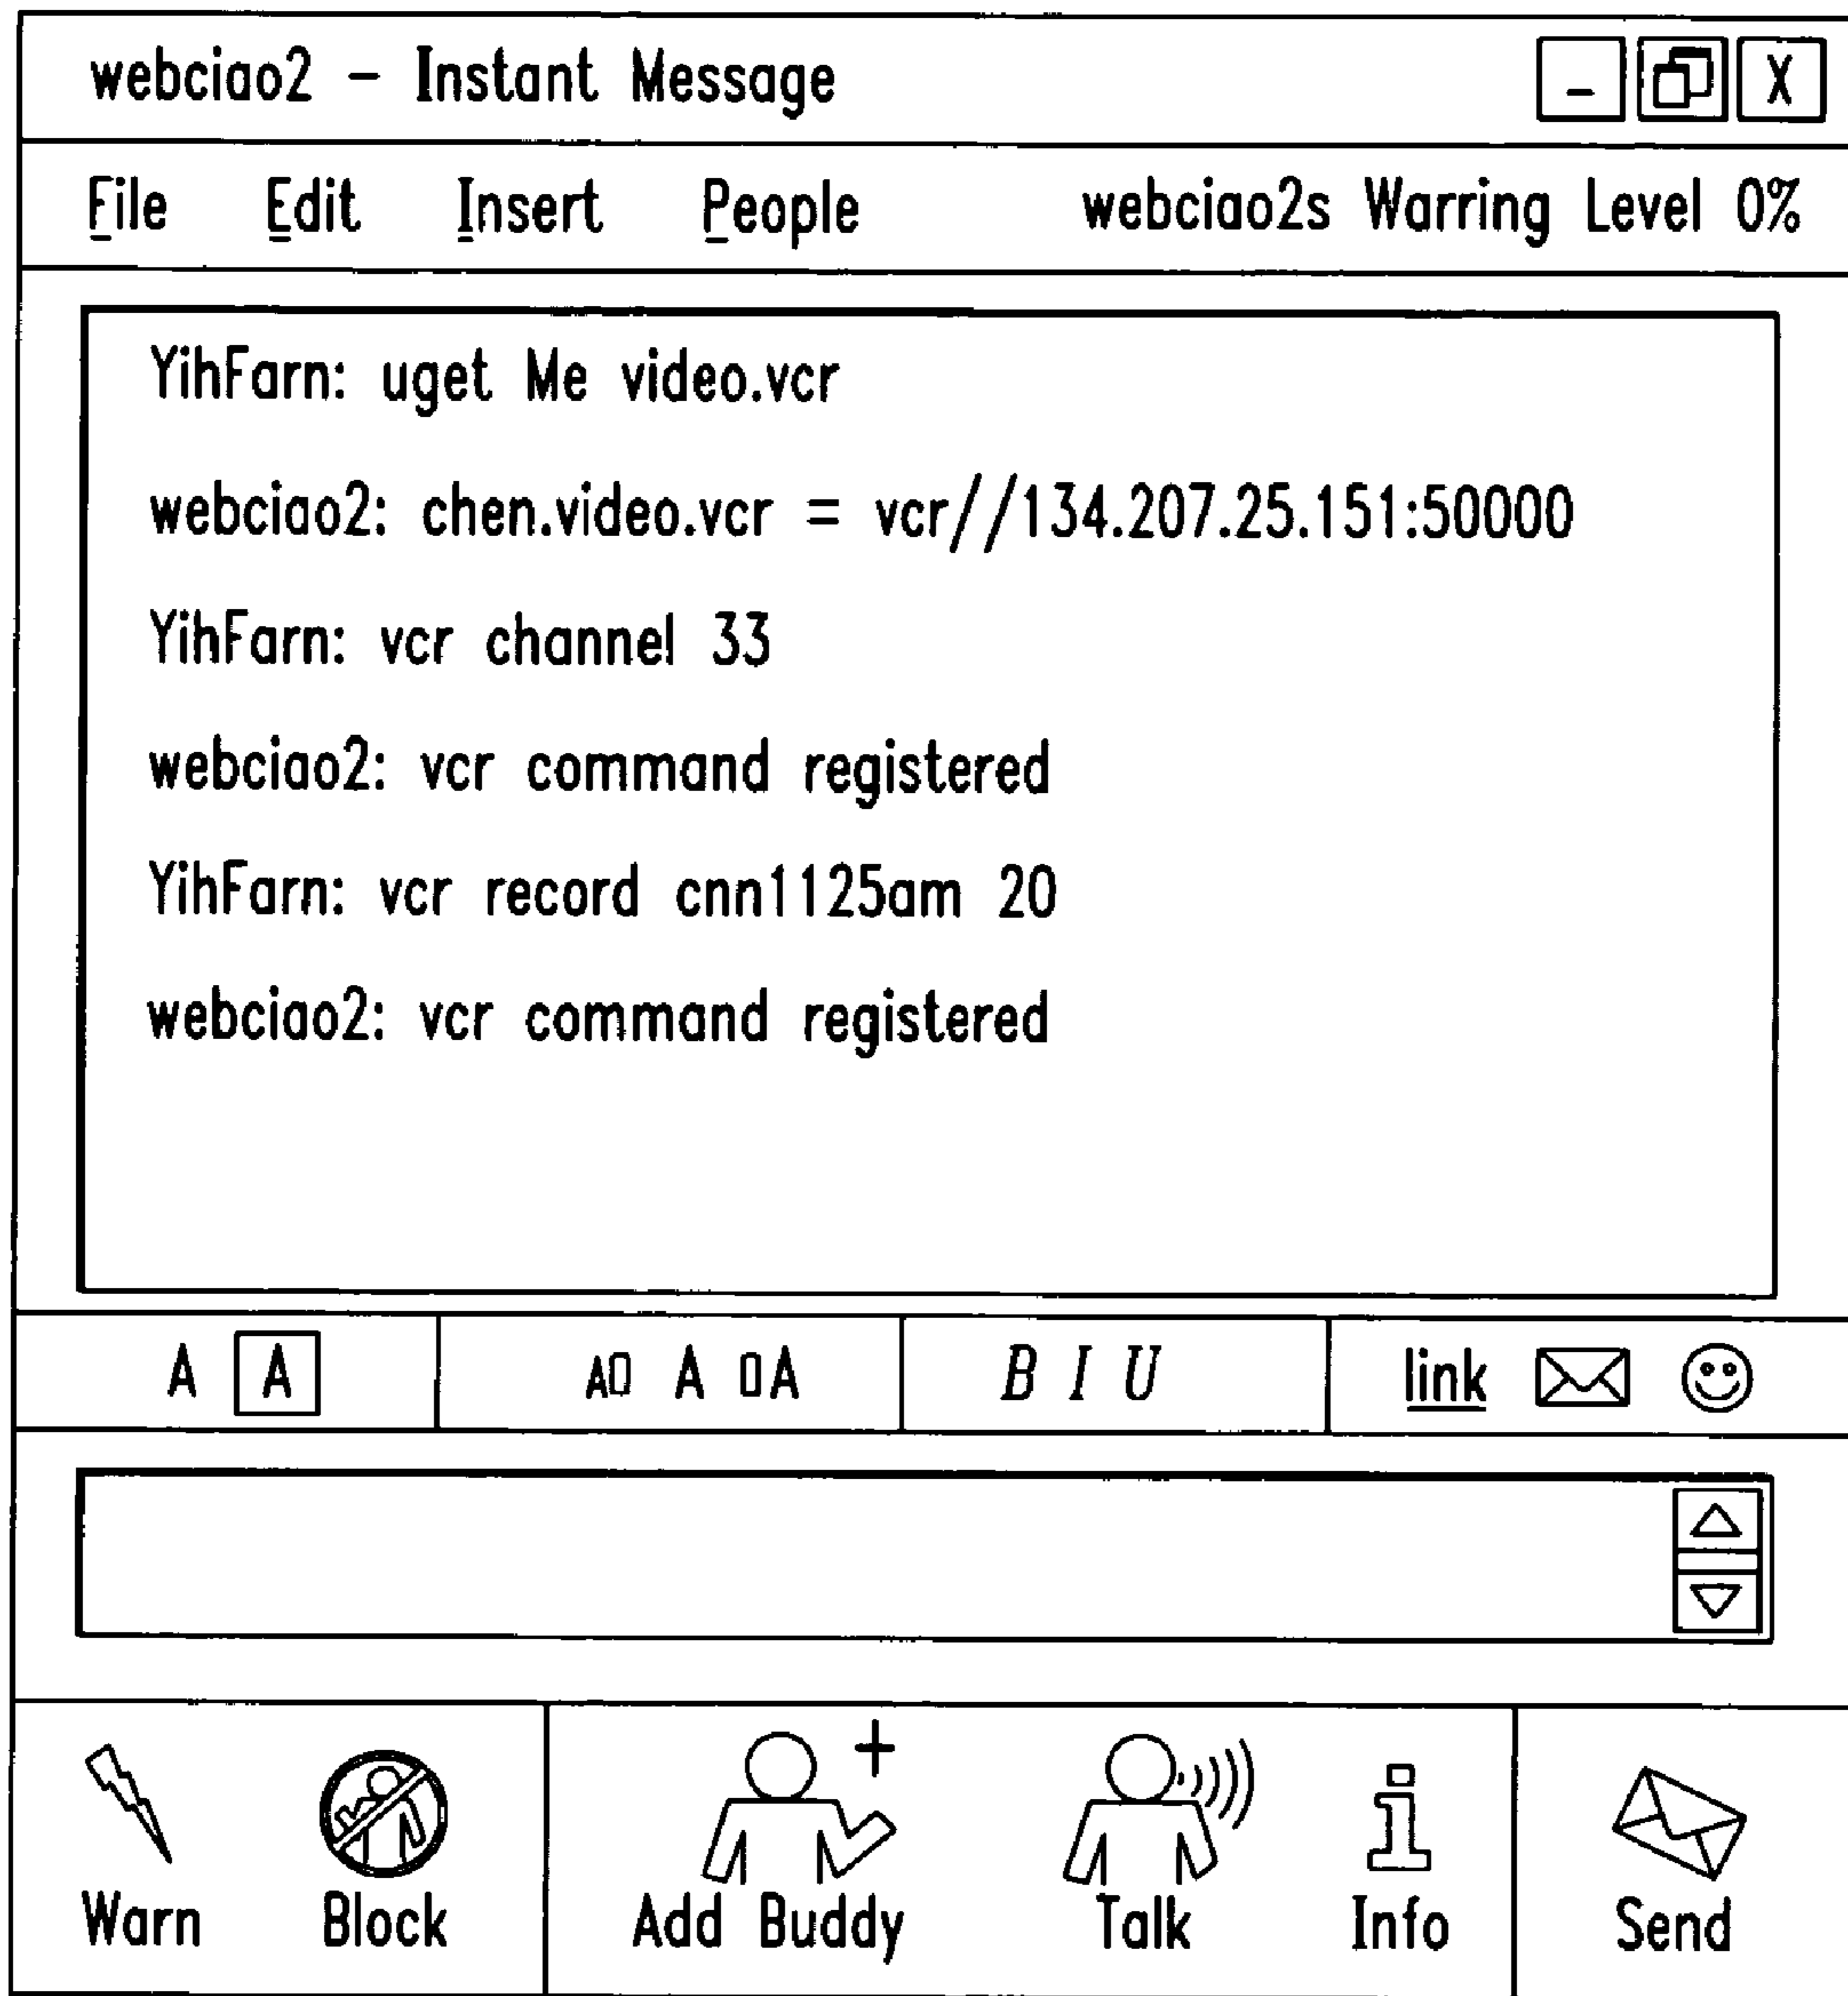 webciao2 – Instant Message
File Edit Insert People webciao2s Warring Level 0%
YihFarn: uget Me video.vcr
webciao2: chen.video.vcr = vcr//134.207.25.151:50000
YihFarn: vcr channel 33
webciao2: vcr command registered
YihFarn: vcr record cnn1125am 20
webciao2: vcr command registered
A A A A A B I U link
Warn Block Add Buddy Talk Info Send